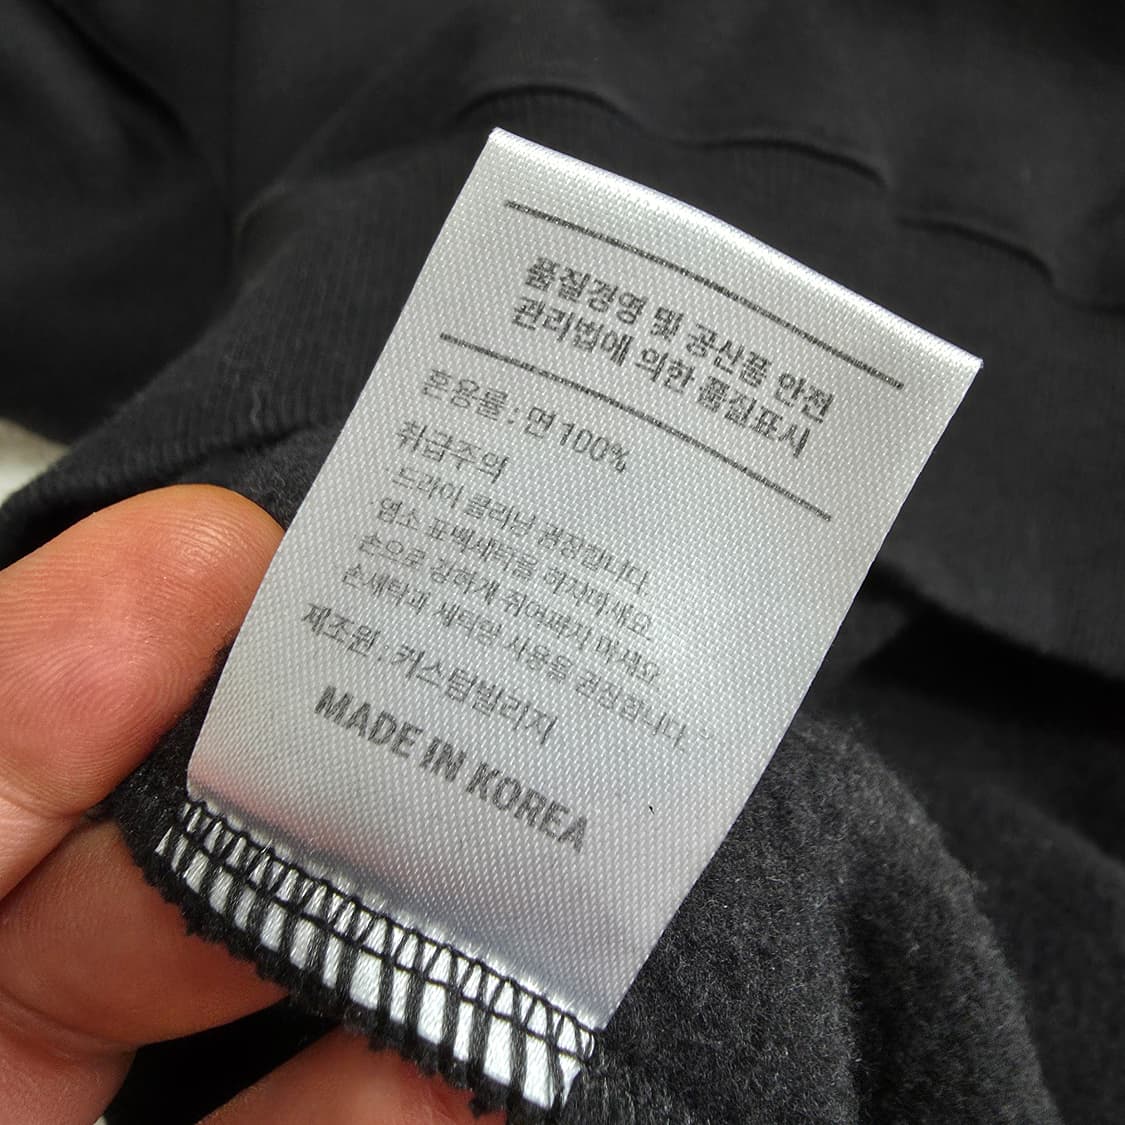 품질경영 및 공산품 안전
관리법에 의한 품질표시
혼용률 : 면 100%
취급주의
· 드라이 클리닝 권장합니다.
· 염소 표백세탁을 하지마세요.
손으로 강하게 쥐어짜지 마세요.
손세탁과 세탁망 사용을 권장합니다.
제조원 : 커스텀빌리지
MADE IN KOREA